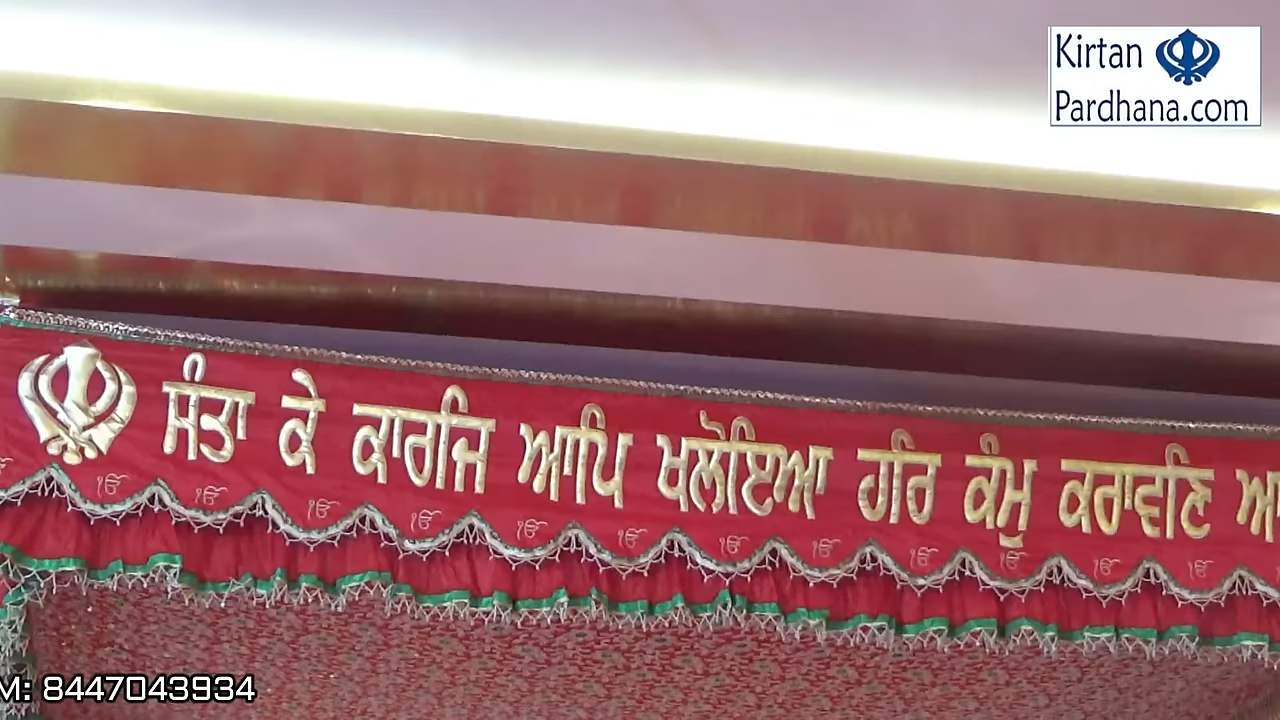 Kirtan
Pardhana.com
ਸੰਤਾ ਕੇ ਕਾਰਜਿ ਆਪਿ ਖਲੋਇਆ ਹਰਿ ਕੰਮੁ ਕਰਾਵਣਿ
ੴ ੴ ੴ ੴ ੴ ੴ ੴ ੴ ੴ ੴ ੴ ੴ
M: 8447043934